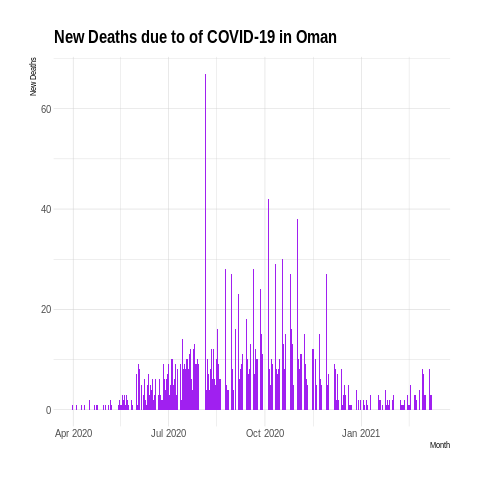 New Deaths due to of COVID-19 in Oman
New Deaths
60
40
20
0
Apr 2020
Jul 2020
Oct 2020
Jan 2021
Month